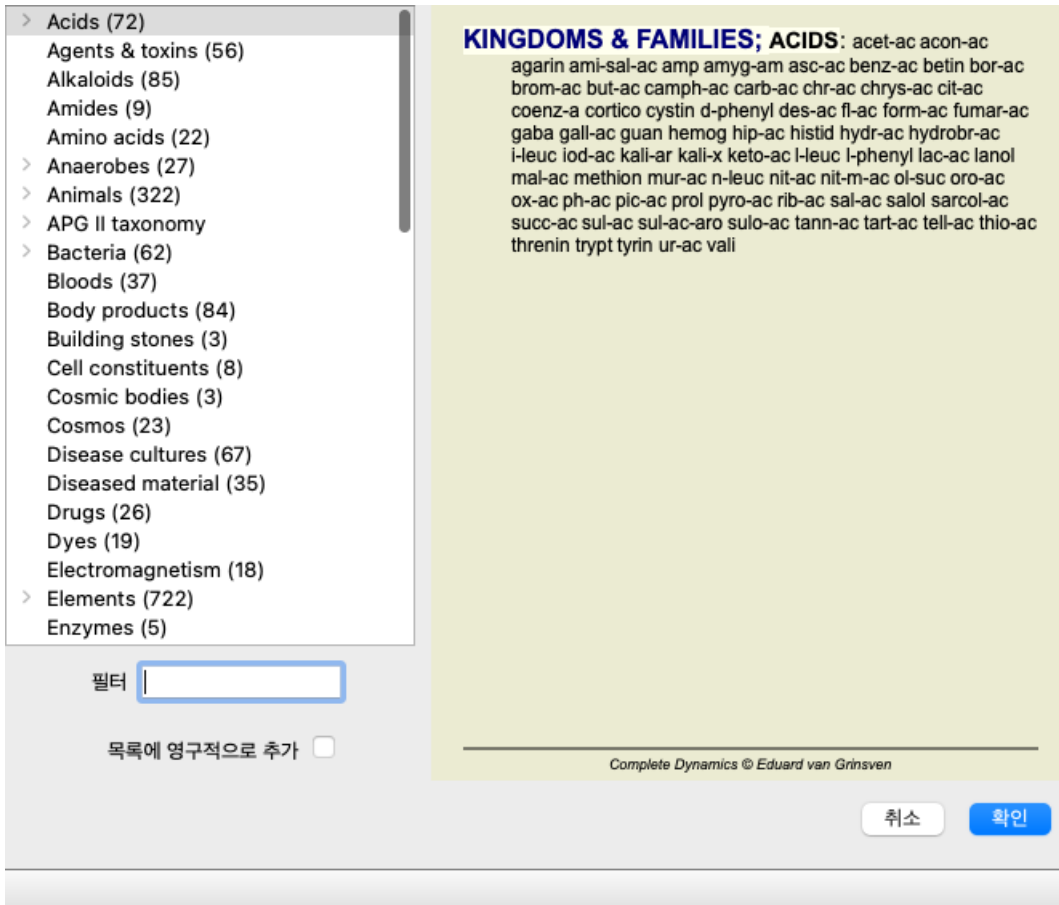 Acids (72)
Agents & toxins (56)
Alkaloids (85)
Amides (9)
Amino acids (22)
Anaerobes (27)
Animals (322)
APG II taxonomy
Bacteria (62)
Bloods (37)
Body products (84)
Building stones (3)
Cell constituents (8)
Cosmic bodies (3)
Cosmos (23)
Disease cultures (67)
Diseased material (35)
Drugs (26)
Dyes (19)
Electromagnetism (18)
Elements (722)
Enzymes (5)
필터
목록에 영구적으로 추가
KINGDOMS & FAMILIES; ACIDS: acet-ac acon-ac
agarin ami-sal-ac amp amyg-am asc-ac benz-ac betin bor-ac
brom-ac but-ac camph-ac carb-ac chr-ac chrys-ac cit-ac
coenz-a cortico cystin d-phenyl des-ac fl-ac form-ac fumar-ac
gaba gall-ac guan hemog hip-ac histid hydr-ac hydrobr-ac
i-leuc iod-ac kali-ar kali-x keto-ac l-leuc l-phenyl lac-ac lanol
mal-ac methion mur-ac n-leuc nit-ac nit-m-ac ol-suc oro-ac
ox-ac ph-ac pic-ac prol pyro-ac rib-ac sal-ac salol sarcol-ac
succ-ac sul-ac sul-ac-aro sulo-ac tann-ac tart-ac tell-ac thio-ac
threnin trypt tyrin ur-ac vali
Complete Dynamics © Eduard van Grinsven
취소
확인